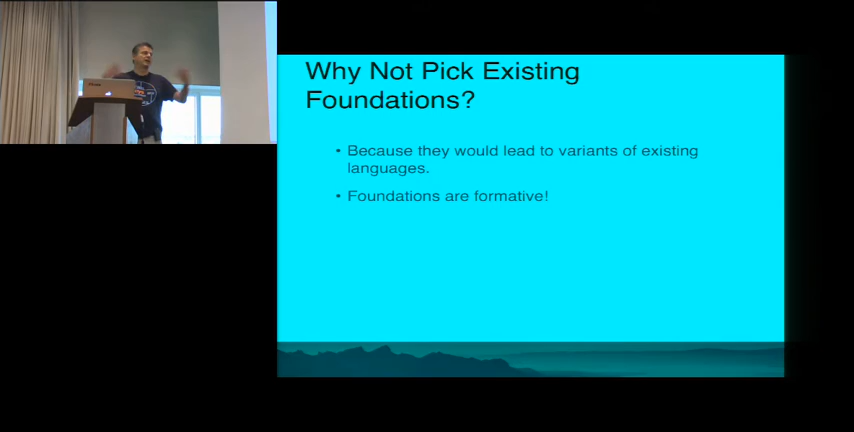 Why Not Pick Existing
Foundations?
• Because they would lead to variants of existing
languages.
• Foundations are formative!